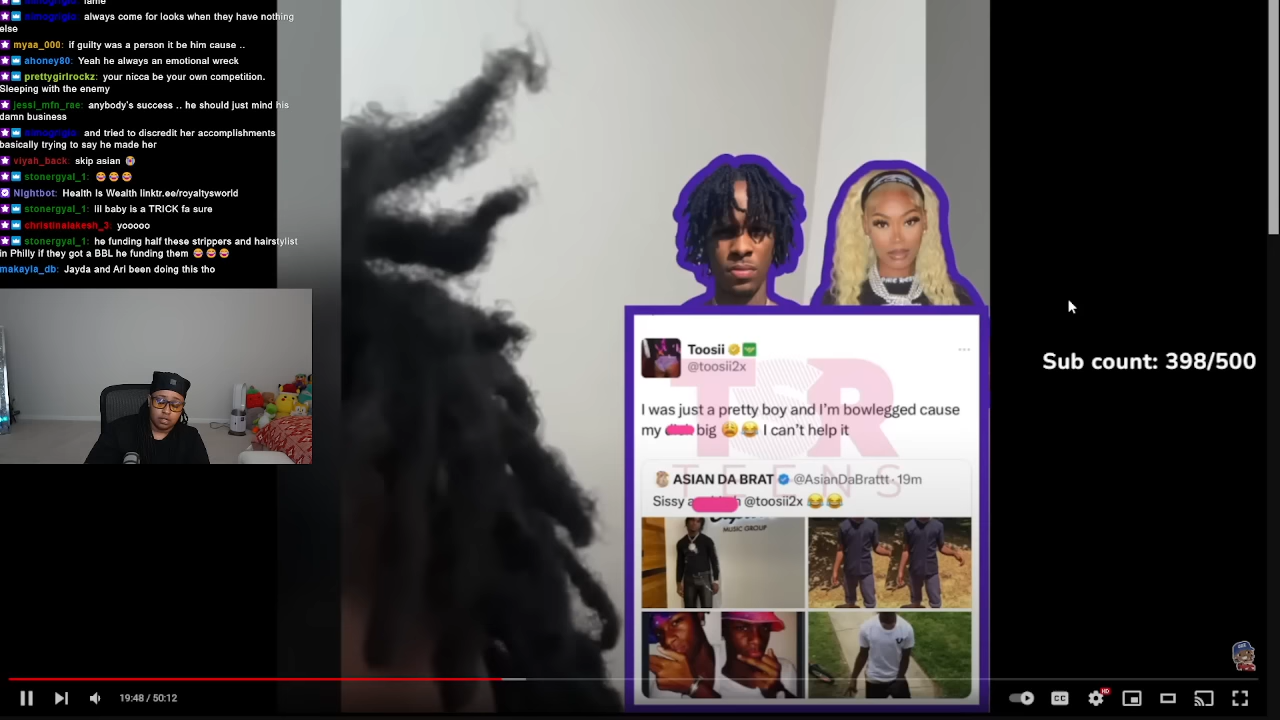 always come for looks when they have nothing
else
myaa_000: if guilty was a person it be him cause ..
ahoney80: Yeah he always an emotional wreck
prettygirlrockz: your nicca be your own competition.
Sleeping with the enemy
jessi_mfn_rae: anybody's success .. he should just mind his
damn business
and tried to discredit her accomplishments
basically trying to say he made her
viyah_back: skip asian 😭
stonergyal_1: 😂😂😂
Nightbot: Health Is Wealth linktr.ee/royaltysworld
stonergyal_1: lil baby is a TRICK fa sure
christinalakesh_3: yooooo
stonergyal_1: he funding half these strippers and hairstylist
in Philly if they got a BBL he funding them 😂😂😂
makayla_db: Jayda and Ari been doing this tho
Toosii
@toosii2x
TSR
TEENS
I was just a pretty boy and I'm bowlegged cause
my big 😩😂 I can't help it
ASIAN DA BRAT @AsianDaBrattt · 19m
Sissy a @toosii2x 😂😂
MUSIC GROUP
Sub count: 398/500
19:48 / 50:12
CC
HD